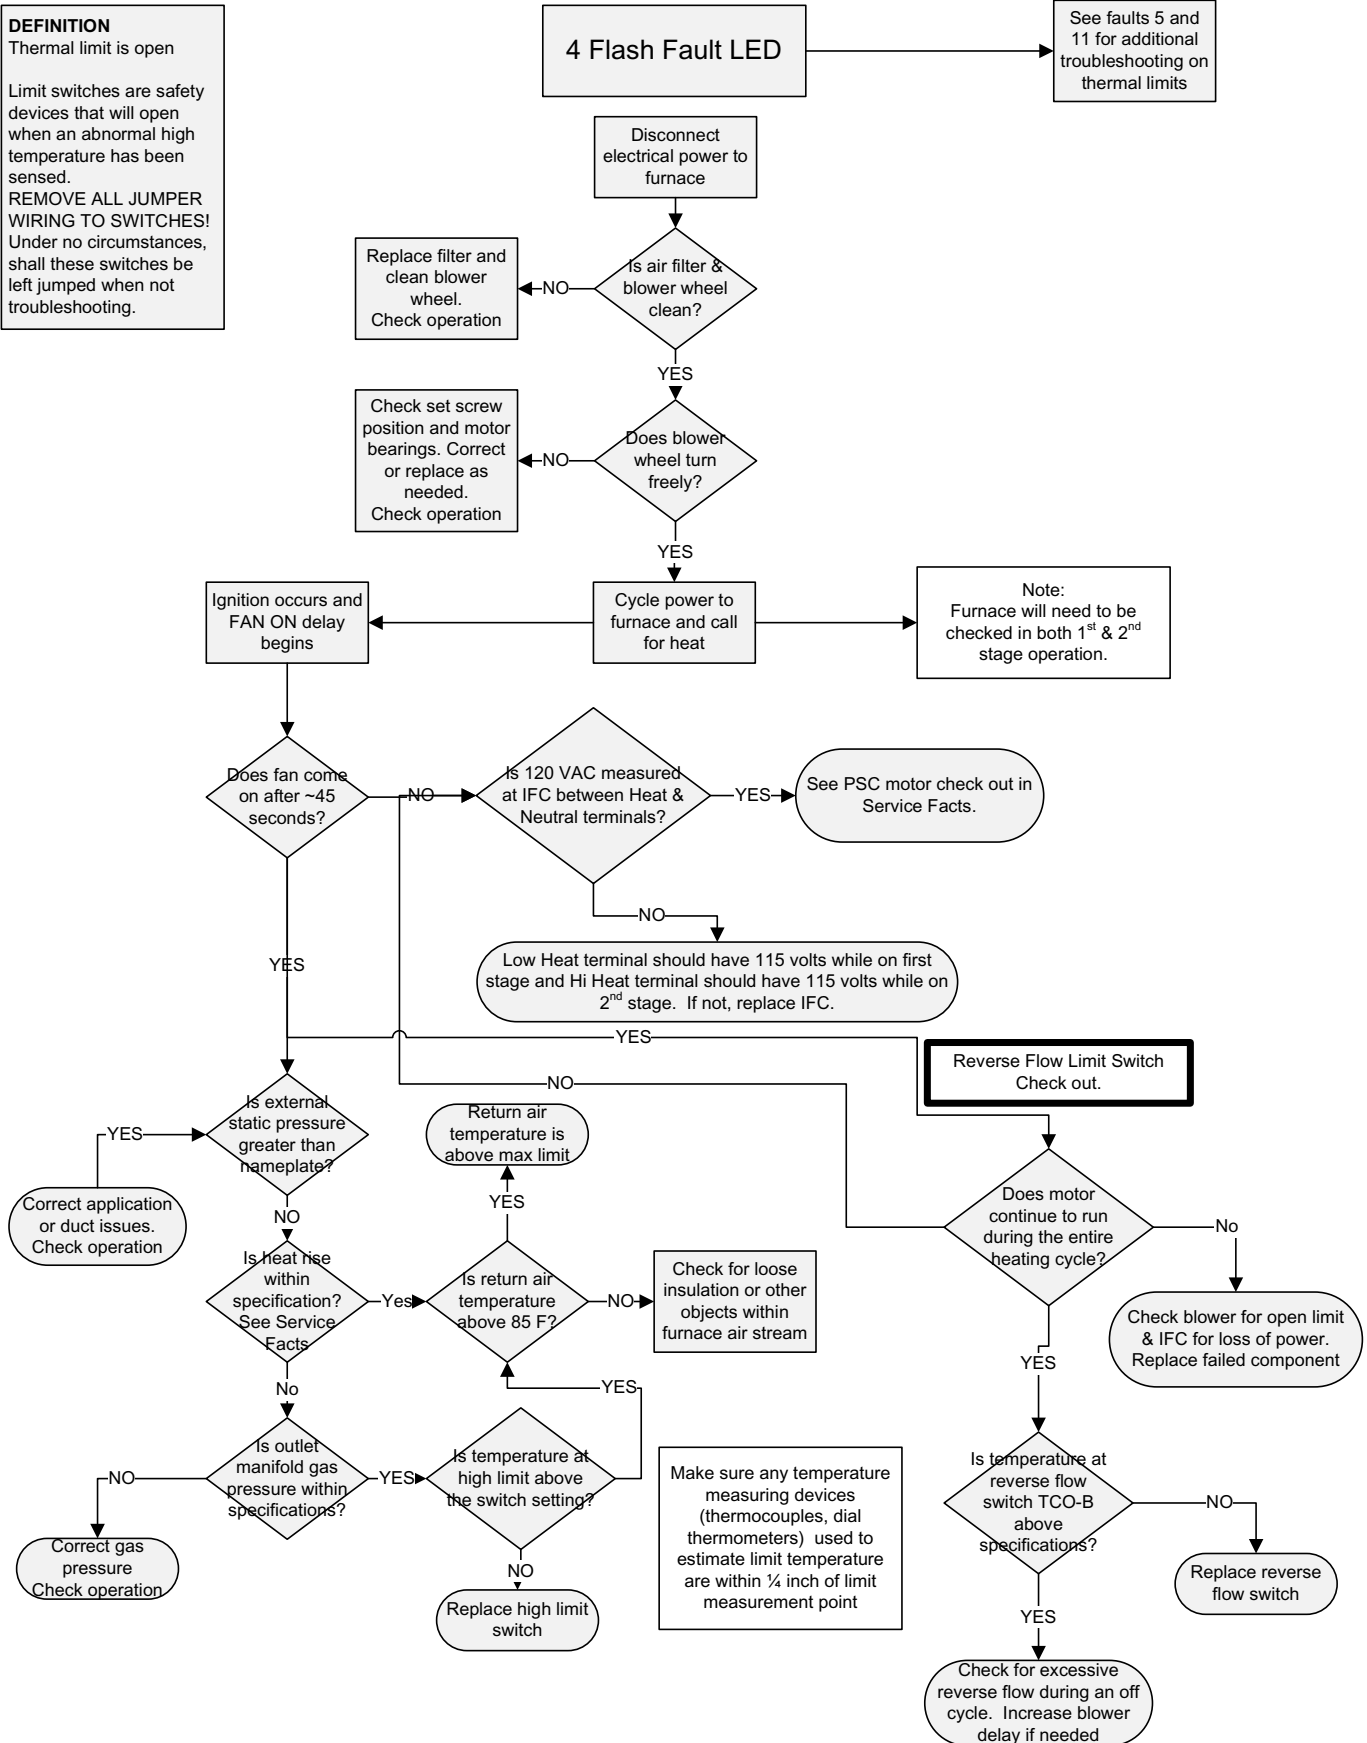 DEFINITION
Thermal limit is open
Limit switches are safety
devices that will open
when an abnormal high
temperature has been
sensed.
REMOVE ALL JUMPER
WIRING TO SWITCHES!
Under no circumstances,
shall these switches be
left jumped when not
troubleshooting.
4 Flash Fault LED
See faults 5 and
11 for additional
troubleshooting on
thermal limits
Disconnect
electrical power to
furnace
Is air filter &
blower wheel
clean?
NO
Replace filter and
clean blower
wheel.
Check operation
YES
Does blower
wheel turn
freely?
NO
Check set screw
position and motor
bearings. Correct
or replace as
needed.
Check operation
YES
Cycle power to
furnace and call
for heat
Ignition occurs and
FAN ON delay
begins
Note:
Furnace will need to be
checked in both 1st & 2nd
stage operation.
Does fan come
on after ~45
seconds?
NO
Is 120 VAC measured
at IFC between Heat &
Neutral terminals?
YES
See PSC motor check out in
Service Facts.
NO
Low Heat terminal should have 115 volts while on first
stage and Hi Heat terminal should have 115 volts while on
2nd stage.  If not, replace IFC.
YES
YES
Reverse Flow Limit Switch
Check out.
NO
Is external
static pressure
greater than
nameplate?
YES
Correct application
or duct issues.
Check operation
NO
Return air
temperature is
above max limit
YES
Is heat rise
within
specification?
See Service
Facts
Yes
Is return air
temperature
above 85 F?
NO
Check for loose
insulation or other
objects within
furnace air stream
No
YES
Is outlet
manifold gas
pressure within
specifications?
NO
Correct gas
pressure
Check operation
YES
Is temperature at
high limit above
the switch setting?
NO
Replace high limit
switch
Make sure any temperature
measuring devices
(thermocouples, dial
thermometers)  used to
estimate limit temperature
are within ¼ inch of limit
measurement point
Does motor
continue to run
during the entire
heating cycle?
No
Check blower for open limit
& IFC for loss of power.
Replace failed component
YES
Is temperature at
reverse flow
switch TCO-B
above
specifications?
NO
Replace reverse
flow switch
YES
Check for excessive
reverse flow during an off
cycle.  Increase blower
delay if needed